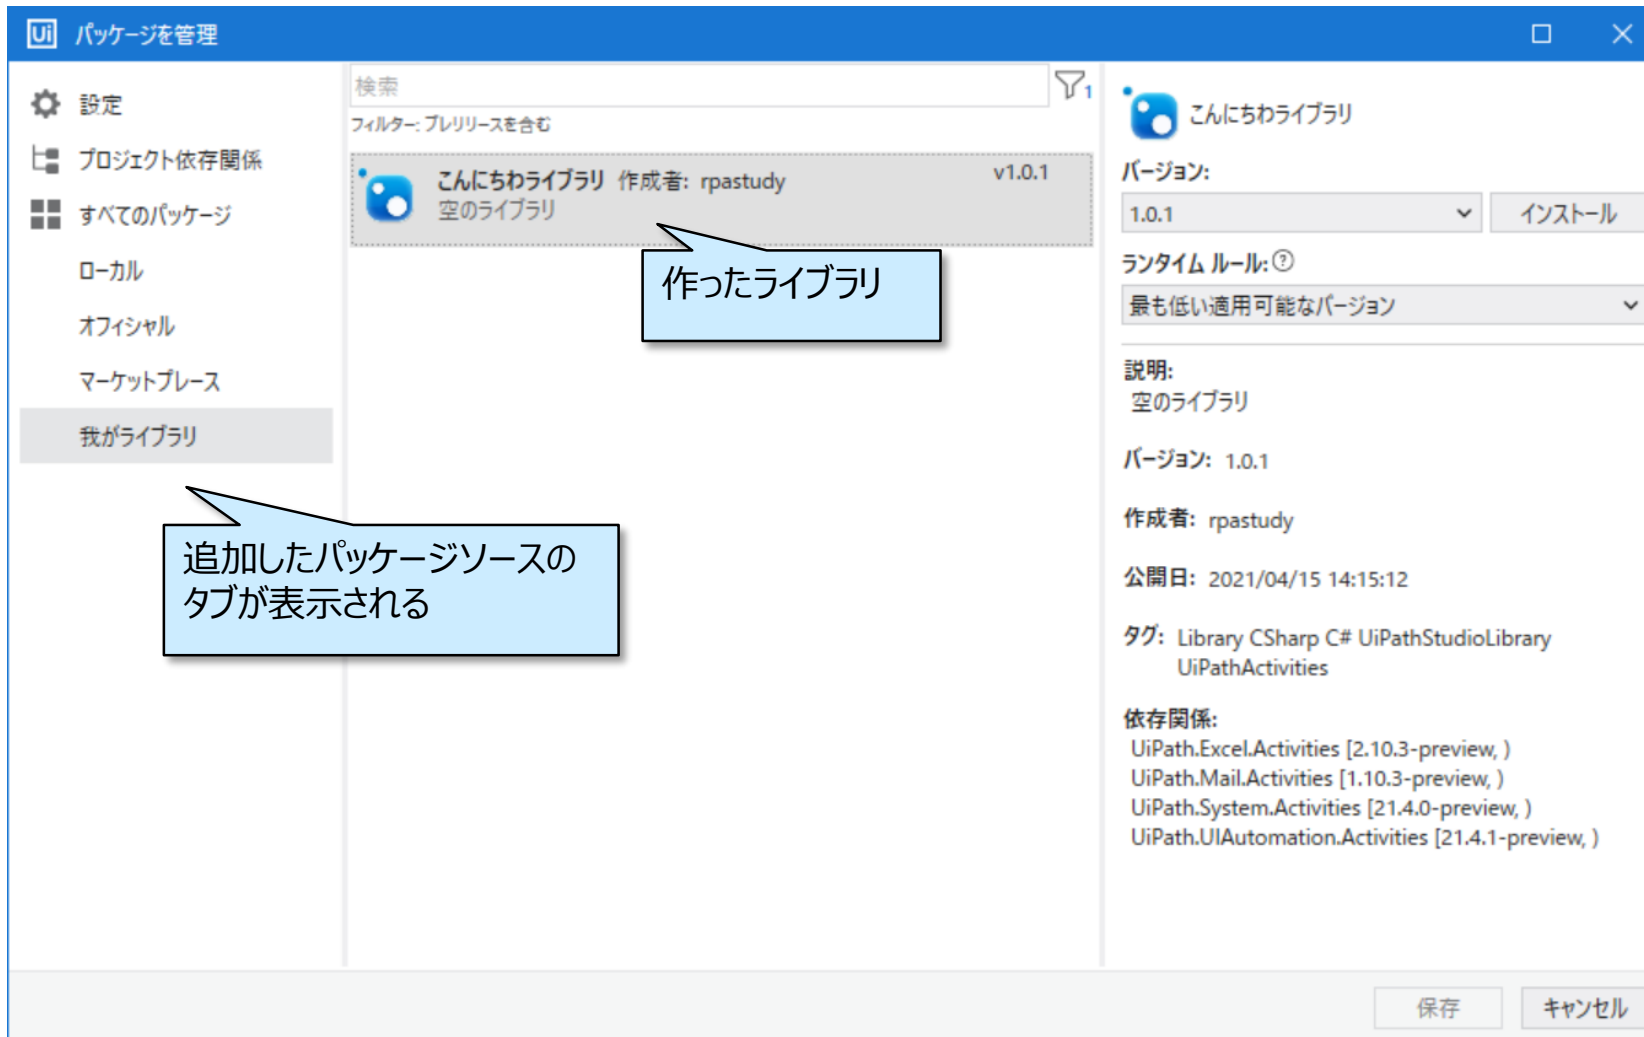 Ui パッケージを管理
設定
プロジェクト依存関係
すべてのパッケージ
ローカル
オフィシャル
マーケットプレース
我がライブラリ
追加したパッケージソースの
タブが表示される
検索
1
フィルター: プレリリースを含む
こんにちわライブラリ 作成者: rpastudy v1.0.1
空のライブラリ
作ったライブラリ
こんにちわライブラリ
バージョン:
1.0.1 インストール
ランタイム ルール: ?
最も低い適用可能なバージョン
説明:
空のライブラリ
バージョン: 1.0.1
作成者: rpastudy
公開日: 2021/04/15 14:15:12
タグ: Library CSharp C# UiPathStudioLibrary
UiPathActivities
依存関係:
UiPath.Excel.Activities [2.10.3-preview, )
UiPath.Mail.Activities [1.10.3-preview, )
UiPath.System.Activities [21.4.0-preview, )
UiPath.UIAutomation.Activities [21.4.1-preview, )
保存 キャンセル